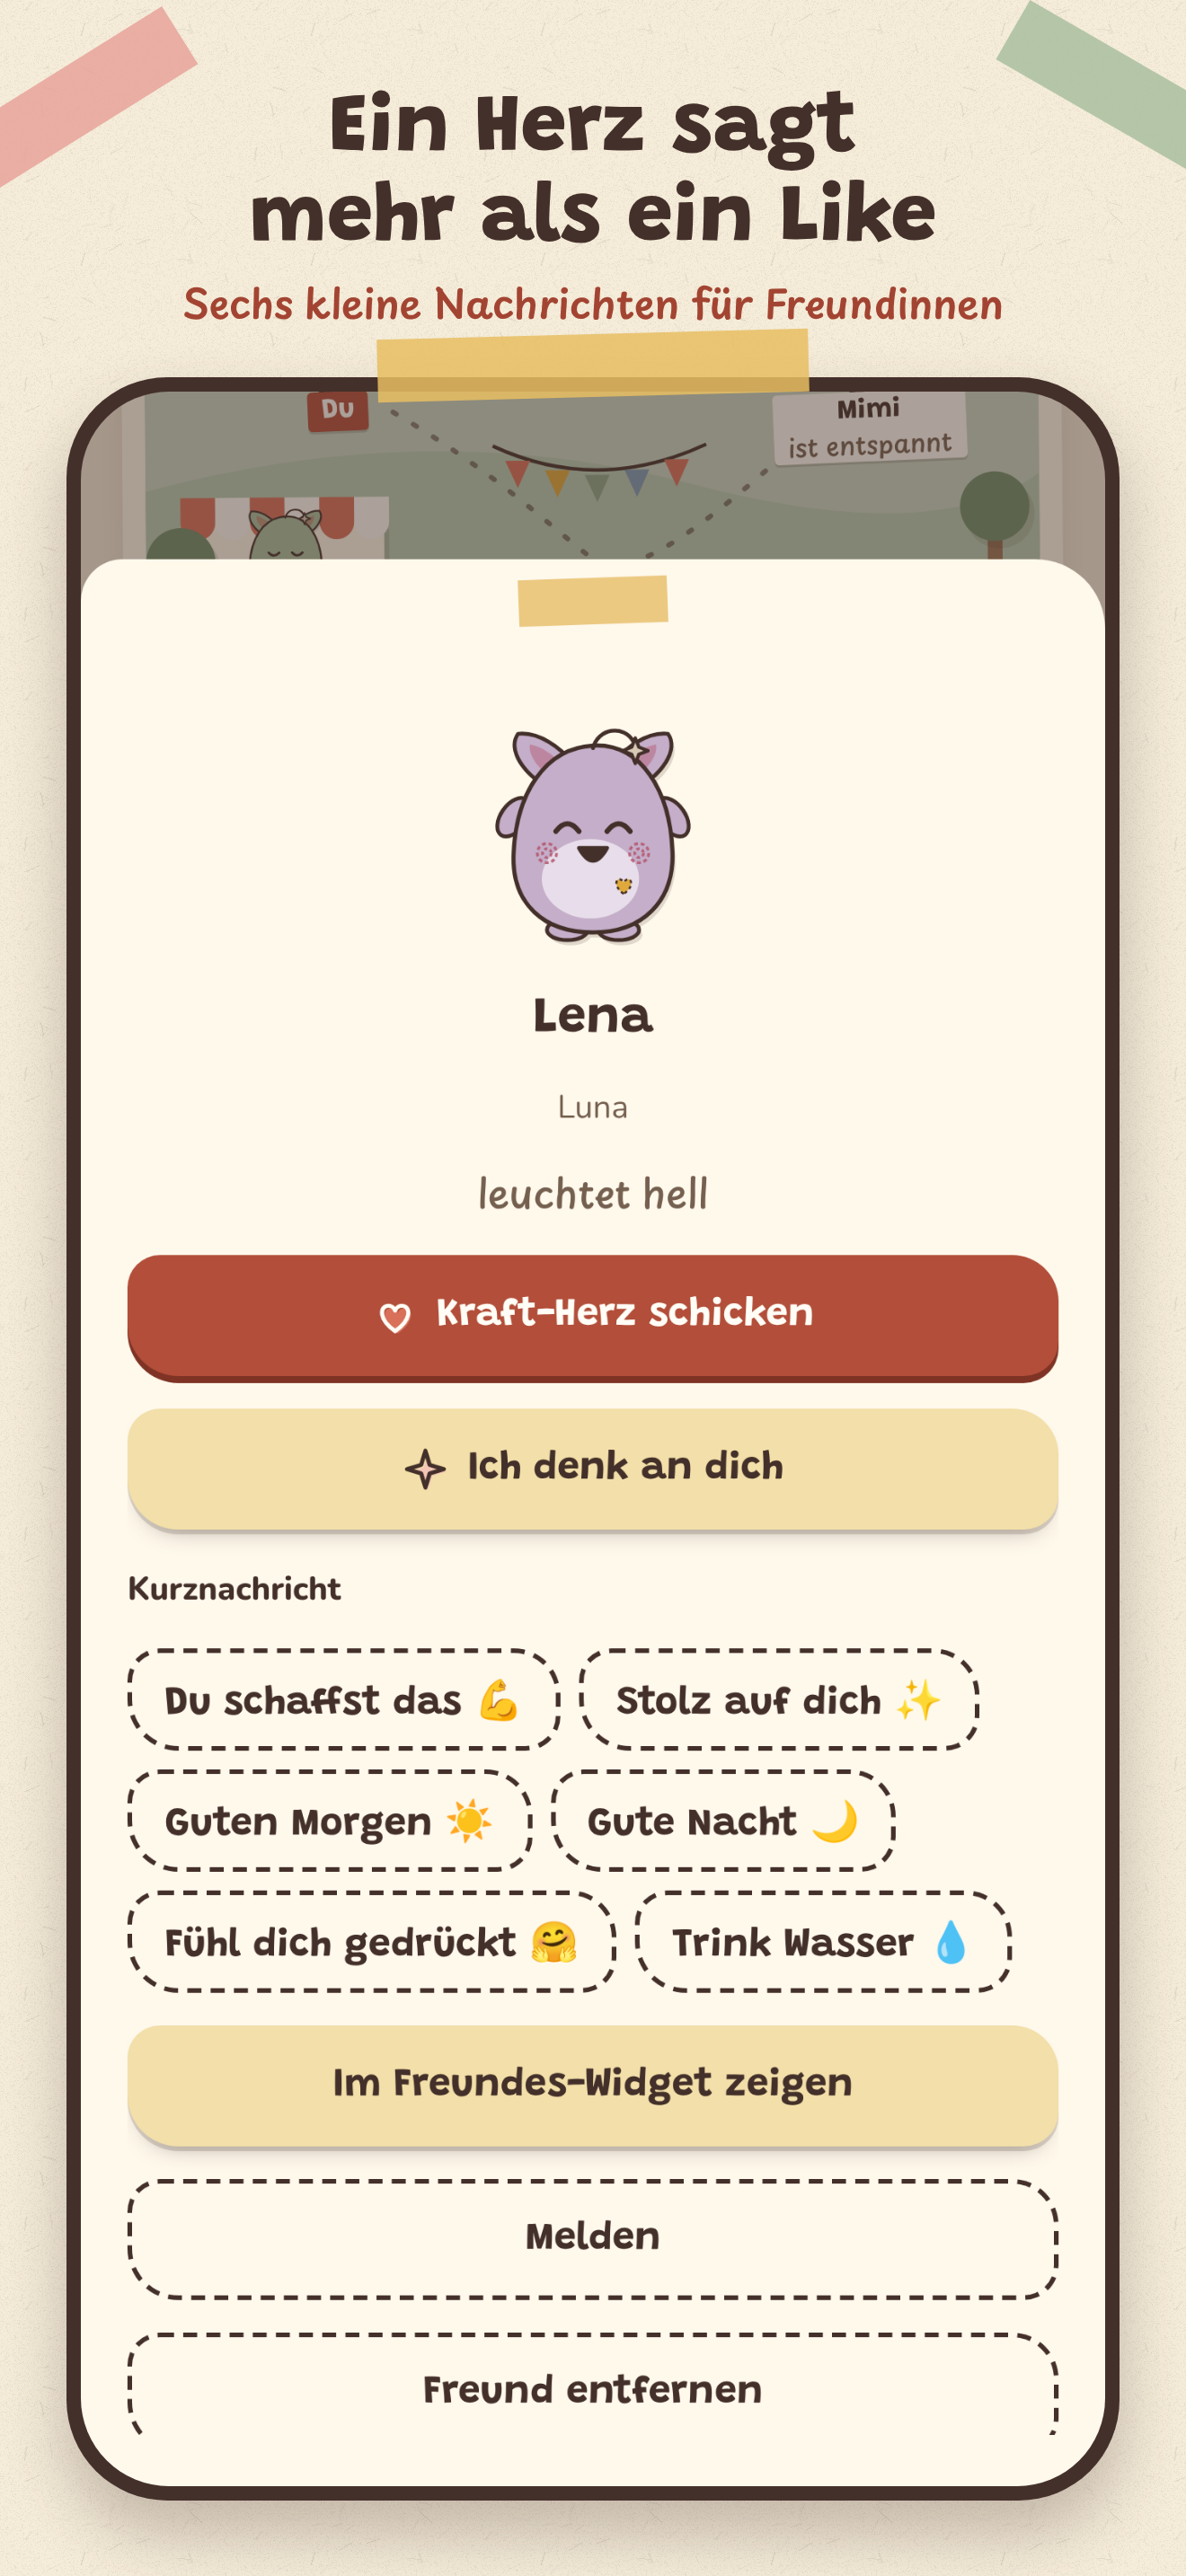 Ein Herz sagt
mehr als ein Like
Sechs kleine Nachrichten für Freundinnen
Du
Mimi
ist entspannt
Lena
Luna
leuchtet hell
Kraft-Herz schicken
Ich denk an dich
Kurznachricht
Du schaffst das 💪
Stolz auf dich ✨
Guten Morgen ☀️
Gute Nacht 🌙
Fühl dich gedrückt 🤗
Trink Wasser 💧
Im Freundes-Widget zeigen
Melden
Freund entfernen